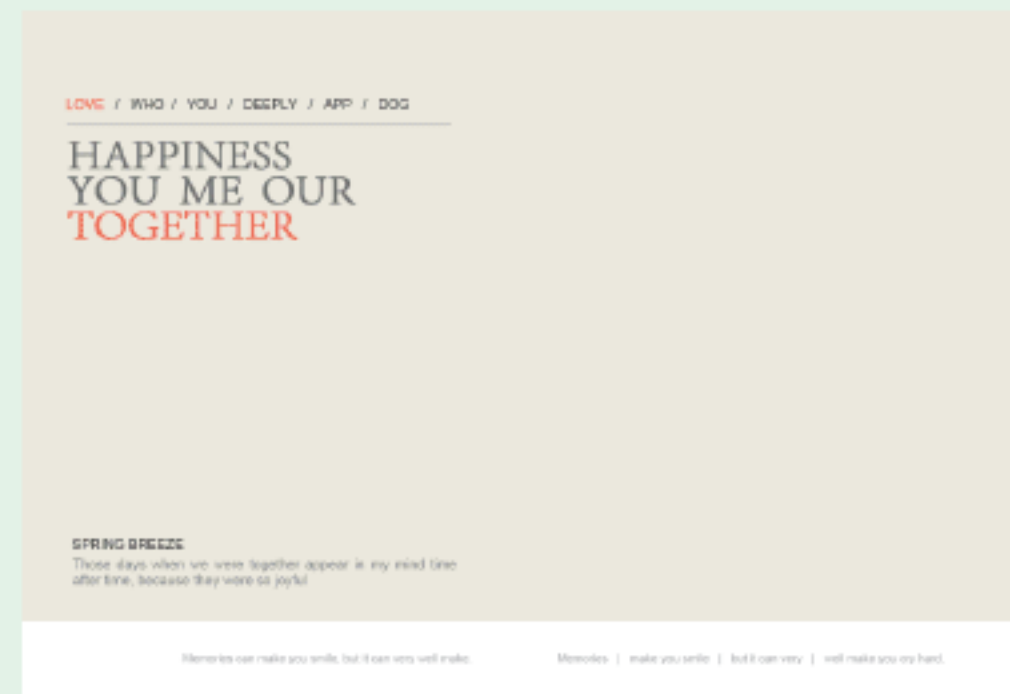 LOVE / WHO / YOU / DEEPLY / APP / DOG
HAPPINESS
YOU ME OUR
TOGETHER
SPRING BREEZE
Those days when we were together appear in my mind time
after time, because they were so joyful
Memories can make you smile, but it can very well make.
Memories | make you smile | but it can very | well make you cry hard.